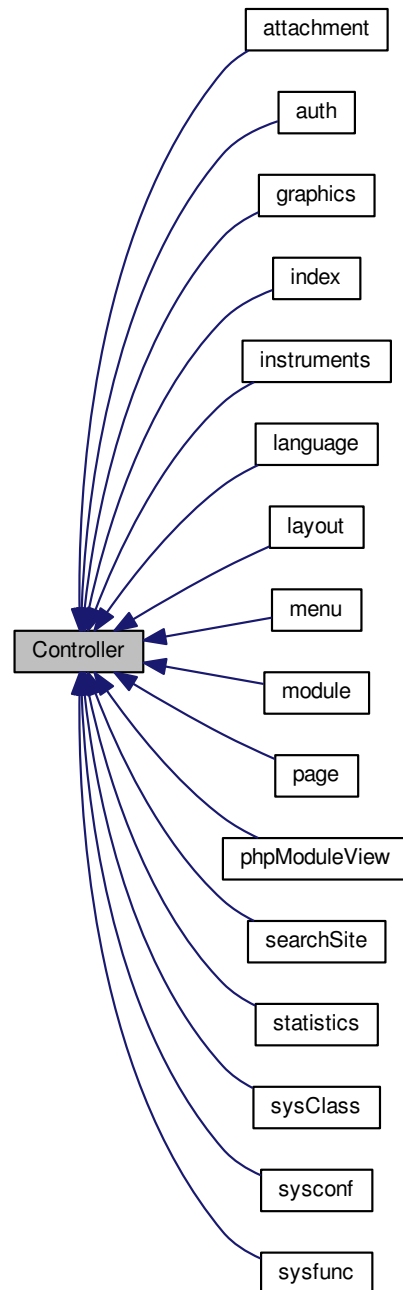 attachment
auth
graphics
index
instruments
language
layout
menu
Controller
module
page
phpModuleView
searchSite
statistics
sysClass
sysconf
sysfunc